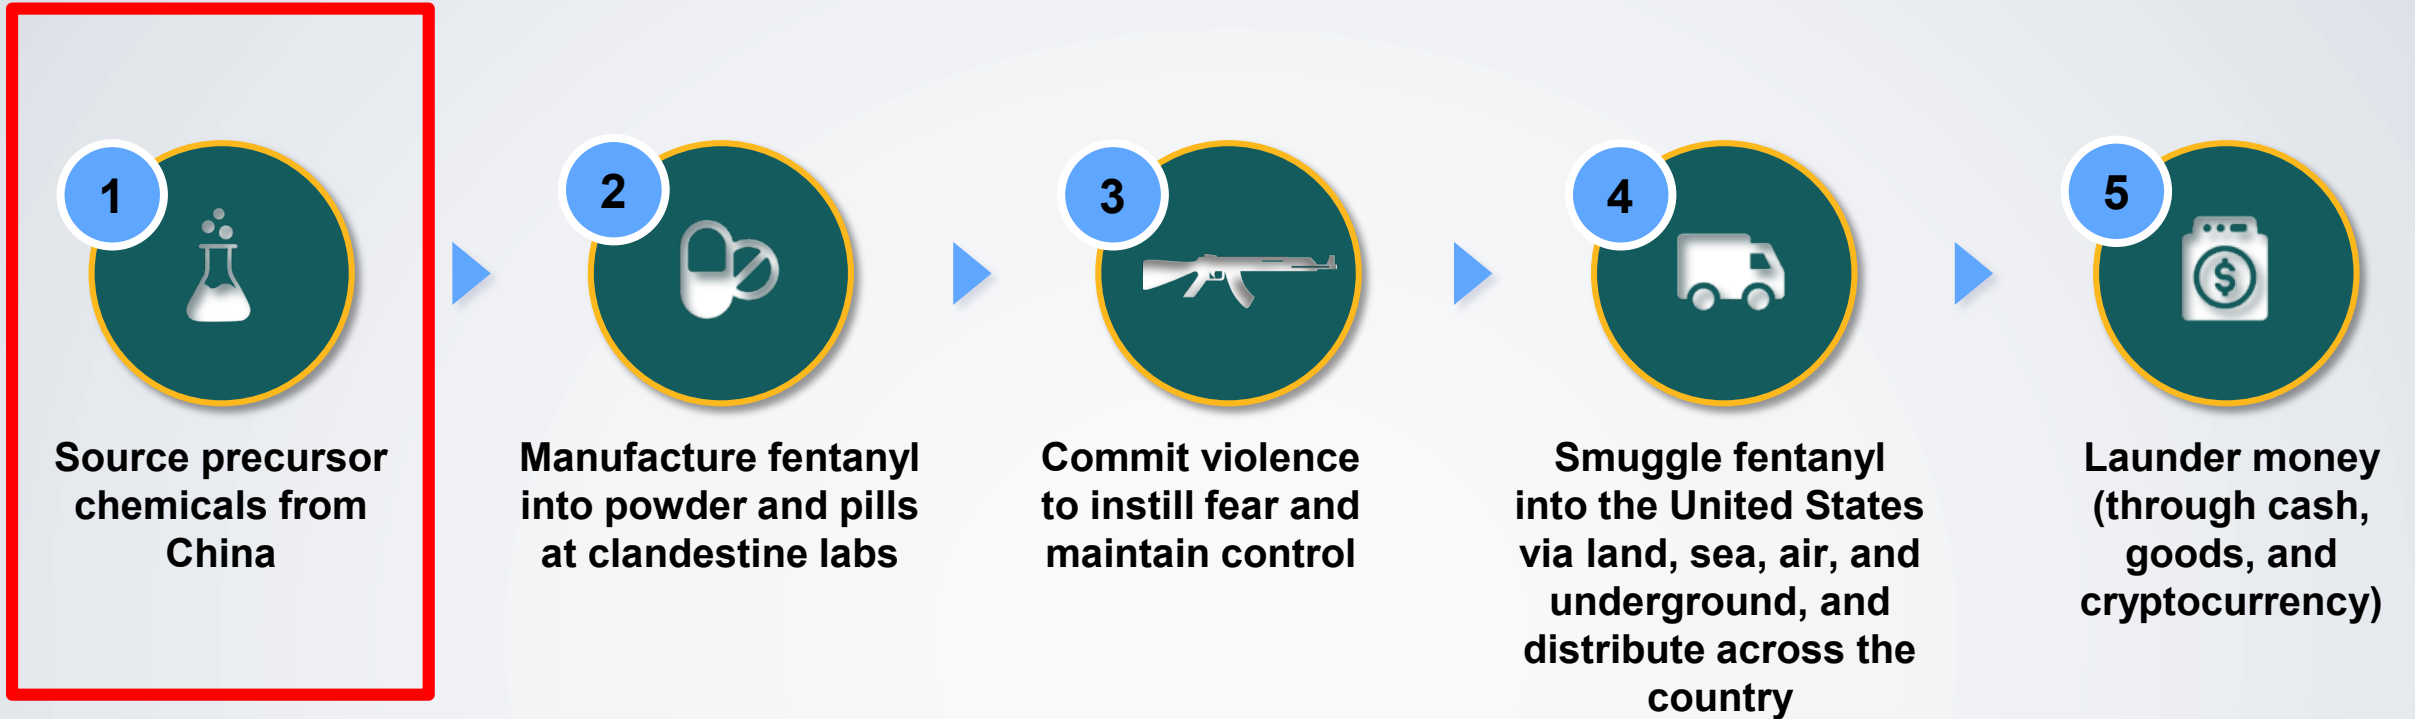 1
Source precursor
chemicals from
China
2
Manufacture fentanyl
into powder and pills
at clandestine labs
3
Commit violence
to instill fear and
maintain control
4
Smuggle fentanyl
into the United States
via land, sea, air, and
underground, and
distribute across the
country
5
$
Launder money
(through cash,
goods, and
cryptocurrency)